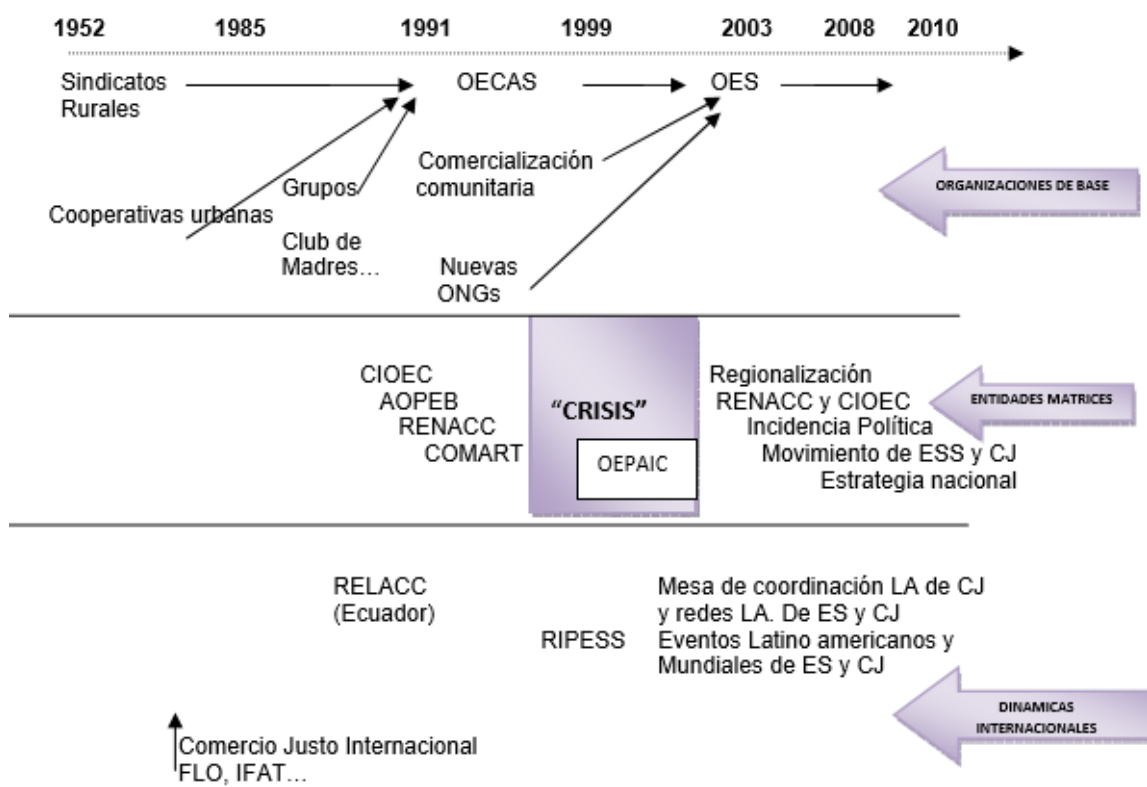 1952 1985 1991 1999 2003 2008 2010
Sindicatos
Rurales
OECAS
OES
Comercialización
comunitaria
Grupos
Cooperativas urbanas
Club de
Madres…
Nuevas
ONGs
ORGANIZACIONES DE BASE
CIOEC
AOPEB
RENACC
COMART
“CRISIS”
OEPAIC
Regionalización
RENACC y CIOEC
Incidencia Política
Movimiento de ESS y CJ
Estrategia nacional
ENTIDADES MATRICES
RELACC
(Ecuador)
RIPESS
Mesa de coordinación LA de CJ
y redes LA. De ES y CJ
Eventos Latino americanos y
Mundiales de ES y CJ
DINAMICAS
INTERNACIONALES
Comercio Justo Internacional
FLO, IFAT…